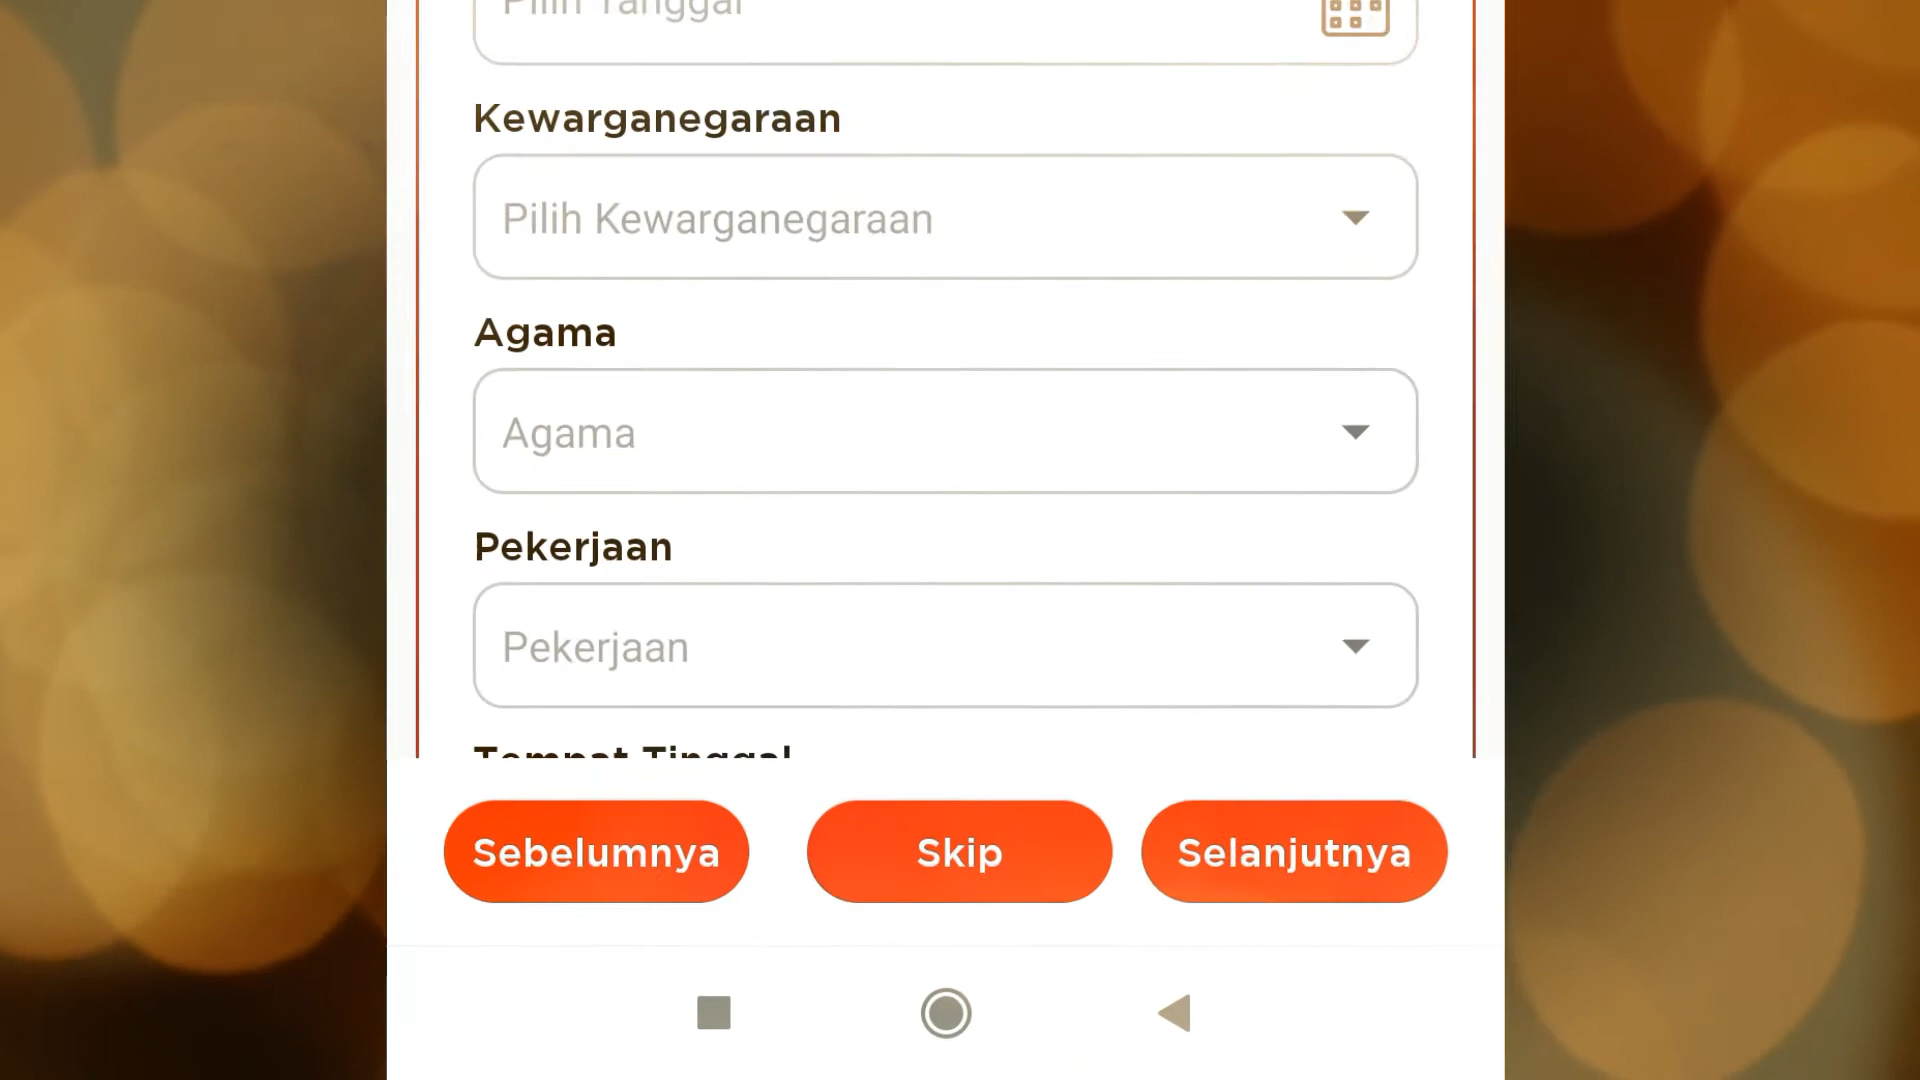 Pilih Tanggal
Kewarganegaraan
Pilih Kewarganegaraan
Agama
Agama
Pekerjaan
Pekerjaan
Tempat Tinggal
Sebelumnya
Skip
Selanjutnya